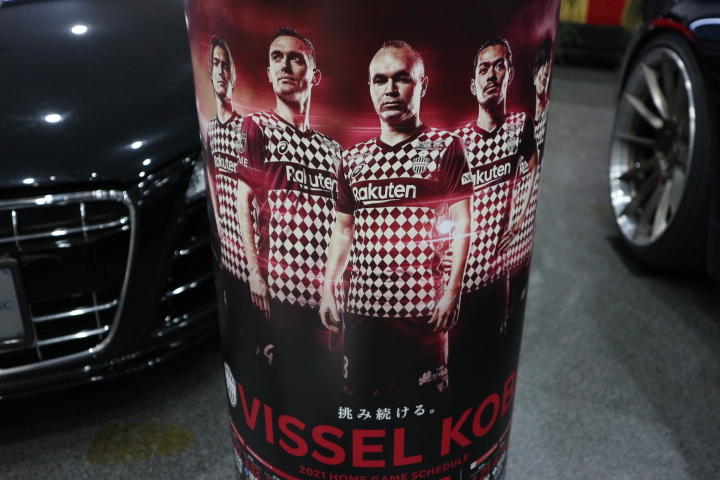 Rakuten
Rakuten
Rakuten
挑み続ける。
VISSEL KOB
2021 HOME GAME SCHEDULE